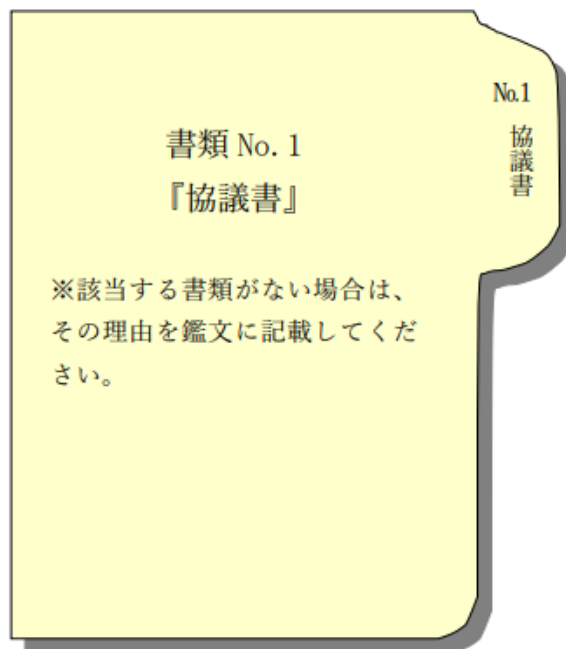 書類 No. 1
『協議書』
※該当する書類がない場合は、
その理由を鑑文に記載してくだ
さい。
No.1
協議書